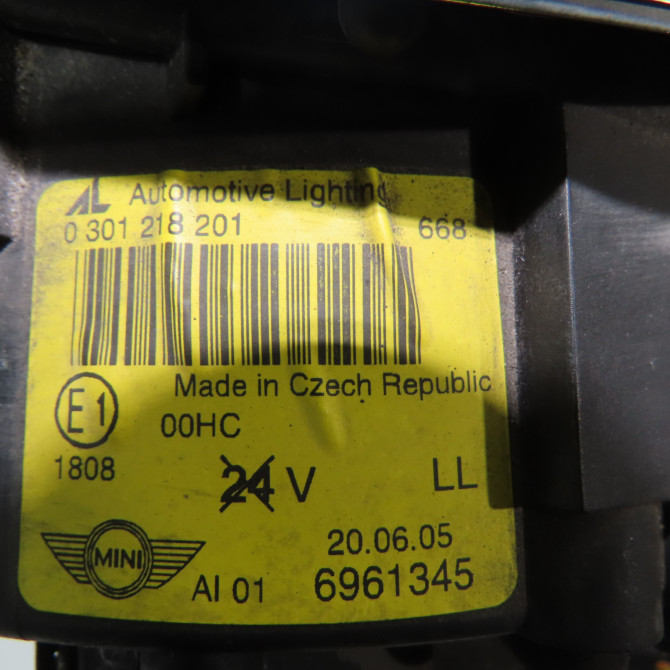 AL Automotive Lighting
0 301 218 201 668
Made in Czech Republic
E1
00HC
1808
24 V LL
20.06.05
MINI
AI 01 6961345